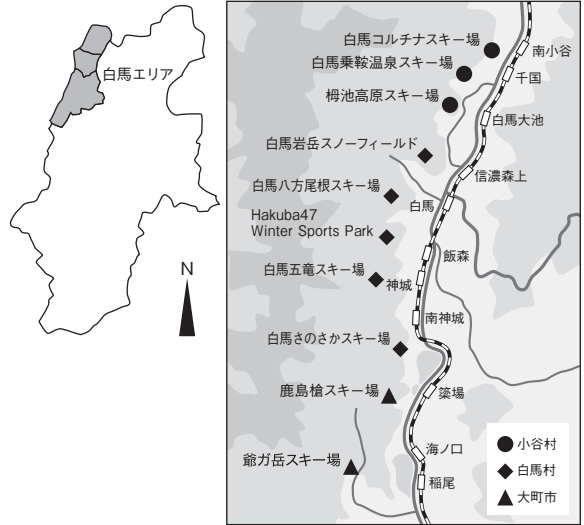 白馬エリア
N
白馬コルチナスキー場
南小谷
白馬乗鞍温泉スキー場
千国
栂池高原スキー場
白馬大池
白馬岩岳スノーフィールド
信濃森上
白馬八方尾根スキー場
白馬
Hakuba47
Winter Sports Park
飯森
白馬五竜スキー場
神城
南神城
白馬さのさかスキー場
鹿島槍スキー場
簗場
海ノ口
爺ガ岳スキー場
稲尾
小谷村
白馬村
大町市